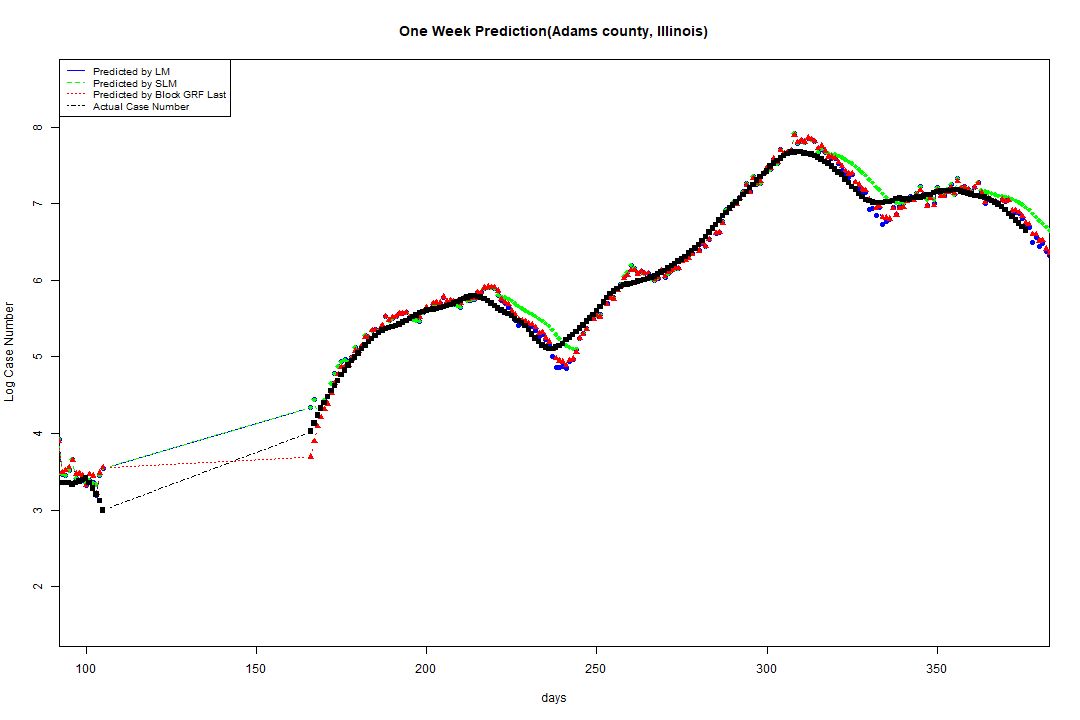 One Week Prediction(Adams county, Illinois)
Predicted by LM
Predicted by SLM
Predicted by Block GRF Last
Actual Case Number
8
7
6
5
4
3
2
Log Case Number
100 150 200 250 300 350
days